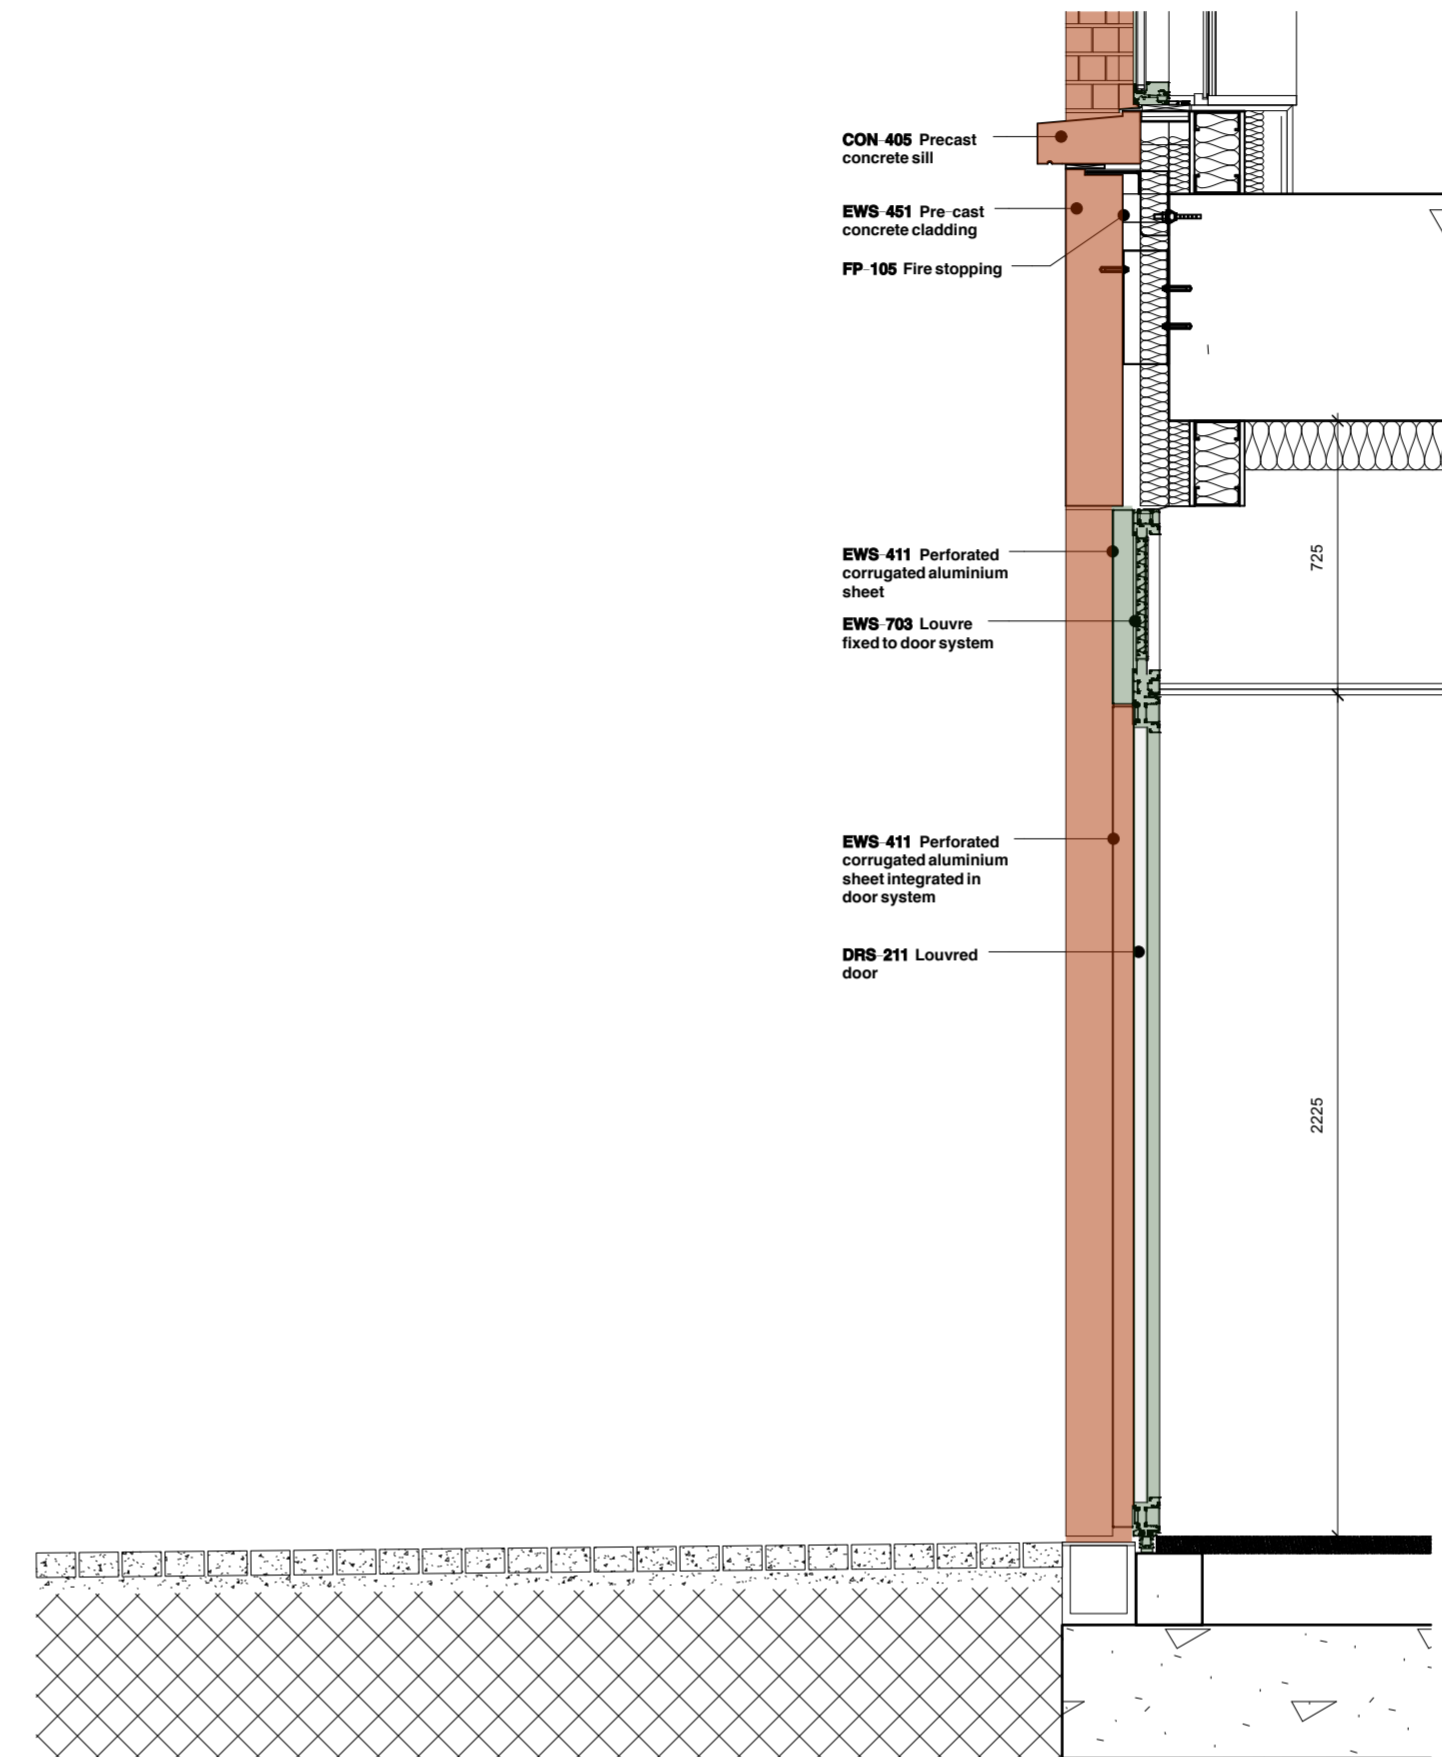 CON-405 Precast
concrete sill
EWS-451 Pre-cast
concrete cladding
FP-105 Fire stopping
EWS-411 Perforated
corrugated aluminium
sheet
725
EWS-703 Louvre
fixed to door system
EWS-411 Perforated
corrugated aluminium
sheet integrated in
door system
DRS-211 Louvred
door
2225